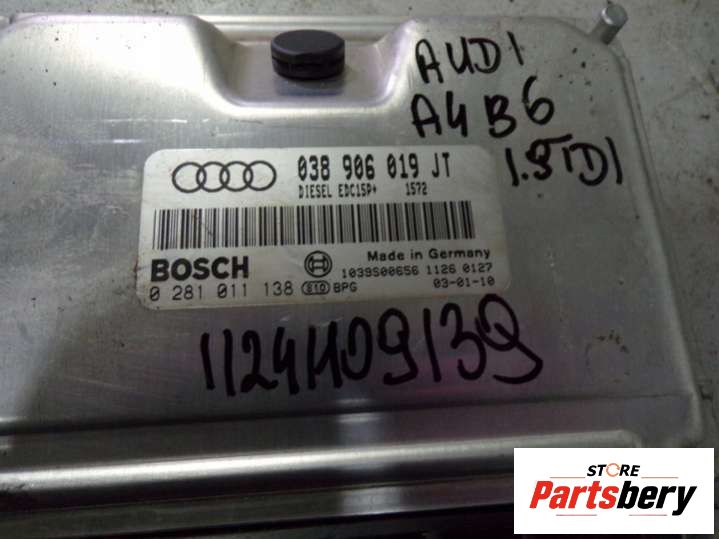 AUDI
A4 B6
1.9TDI
038 906 019 JT
DIESEL EDC15P+ 1572
BOSCH
Made in Germany
1039S00656 1126 0127
0 281 011 138 BPG 03-01-10
STORE
Partsbery